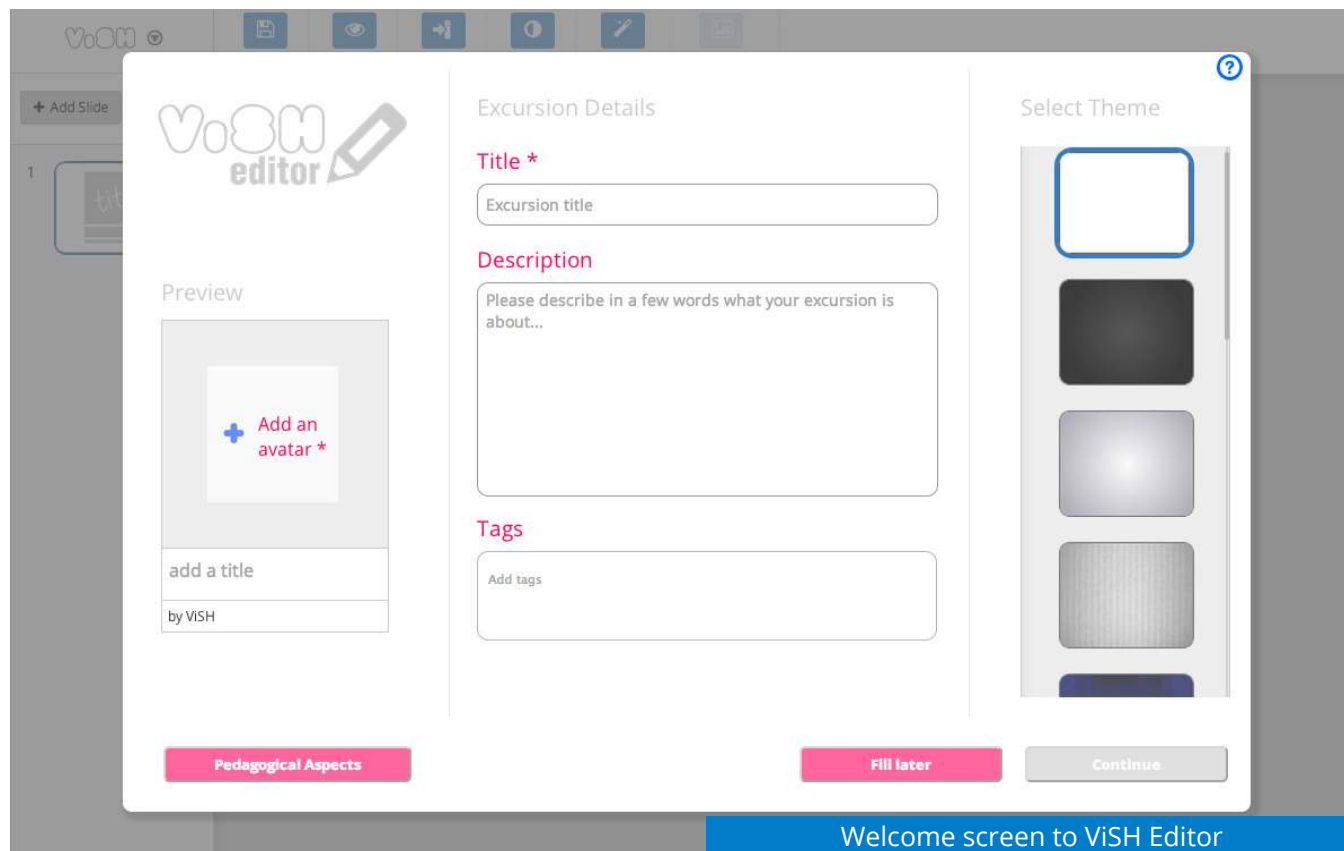 ViSH
+ Add Slide
1
tit
ViSH
editor
Preview
+ Add an
avatar *
add a title
by ViSH
Pedagogical Aspects
Excursion Details
Title *
Excursion title
Description
Please describe in a few words what your excursion is
about...
Tags
Add tags
Select Theme
?
Fill later
Continue
Welcome screen to ViSH Editor